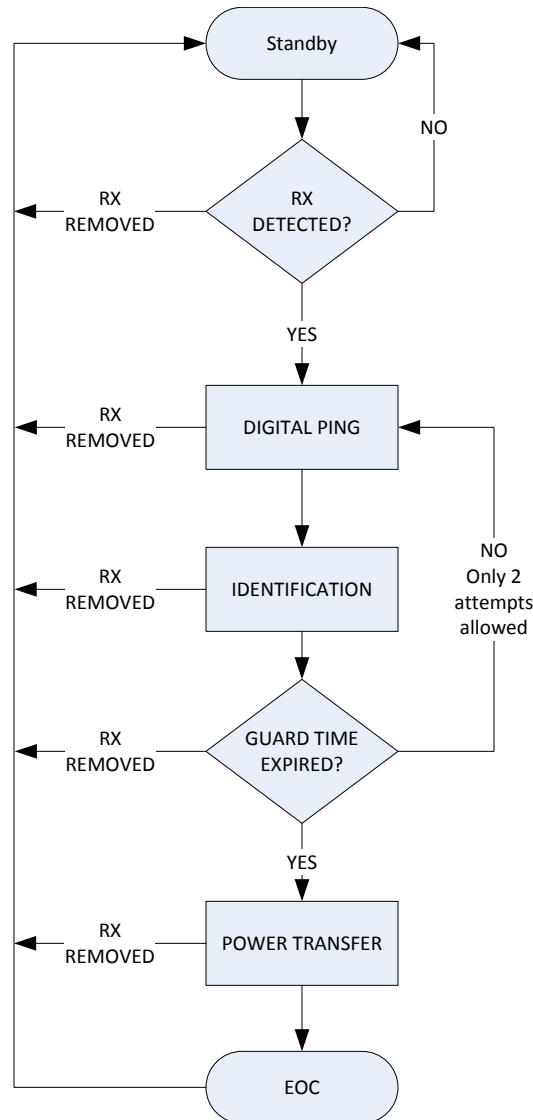 Standby
NO
RX
REMOVED
RX
DETECTED?
YES
RX
REMOVED
DIGITAL PING
NO
Only 2
attempts
allowed
RX
REMOVED
IDENTIFICATION
RX
REMOVED
GUARD TIME
EXPIRED?
YES
RX
REMOVED
POWER TRANSFER
EOC